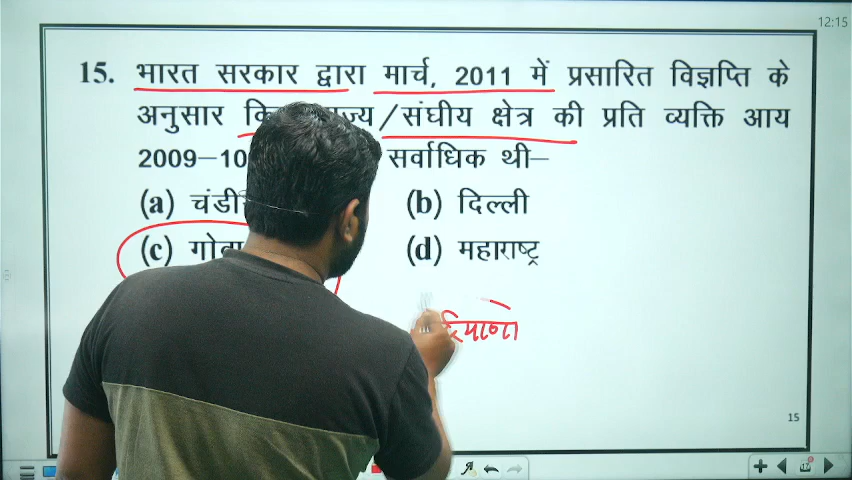 12:15
15. भारत सरकार द्वारा मार्च, 2011 में प्रसारित विज्ञप्ति के
अनुसार /संघीय क्षेत्र की प्रति व्यक्ति आय
2009–10 सर्वाधिक थी–
(a) (b) दिल्ली
(c) (d) महाराष्ट्र
15